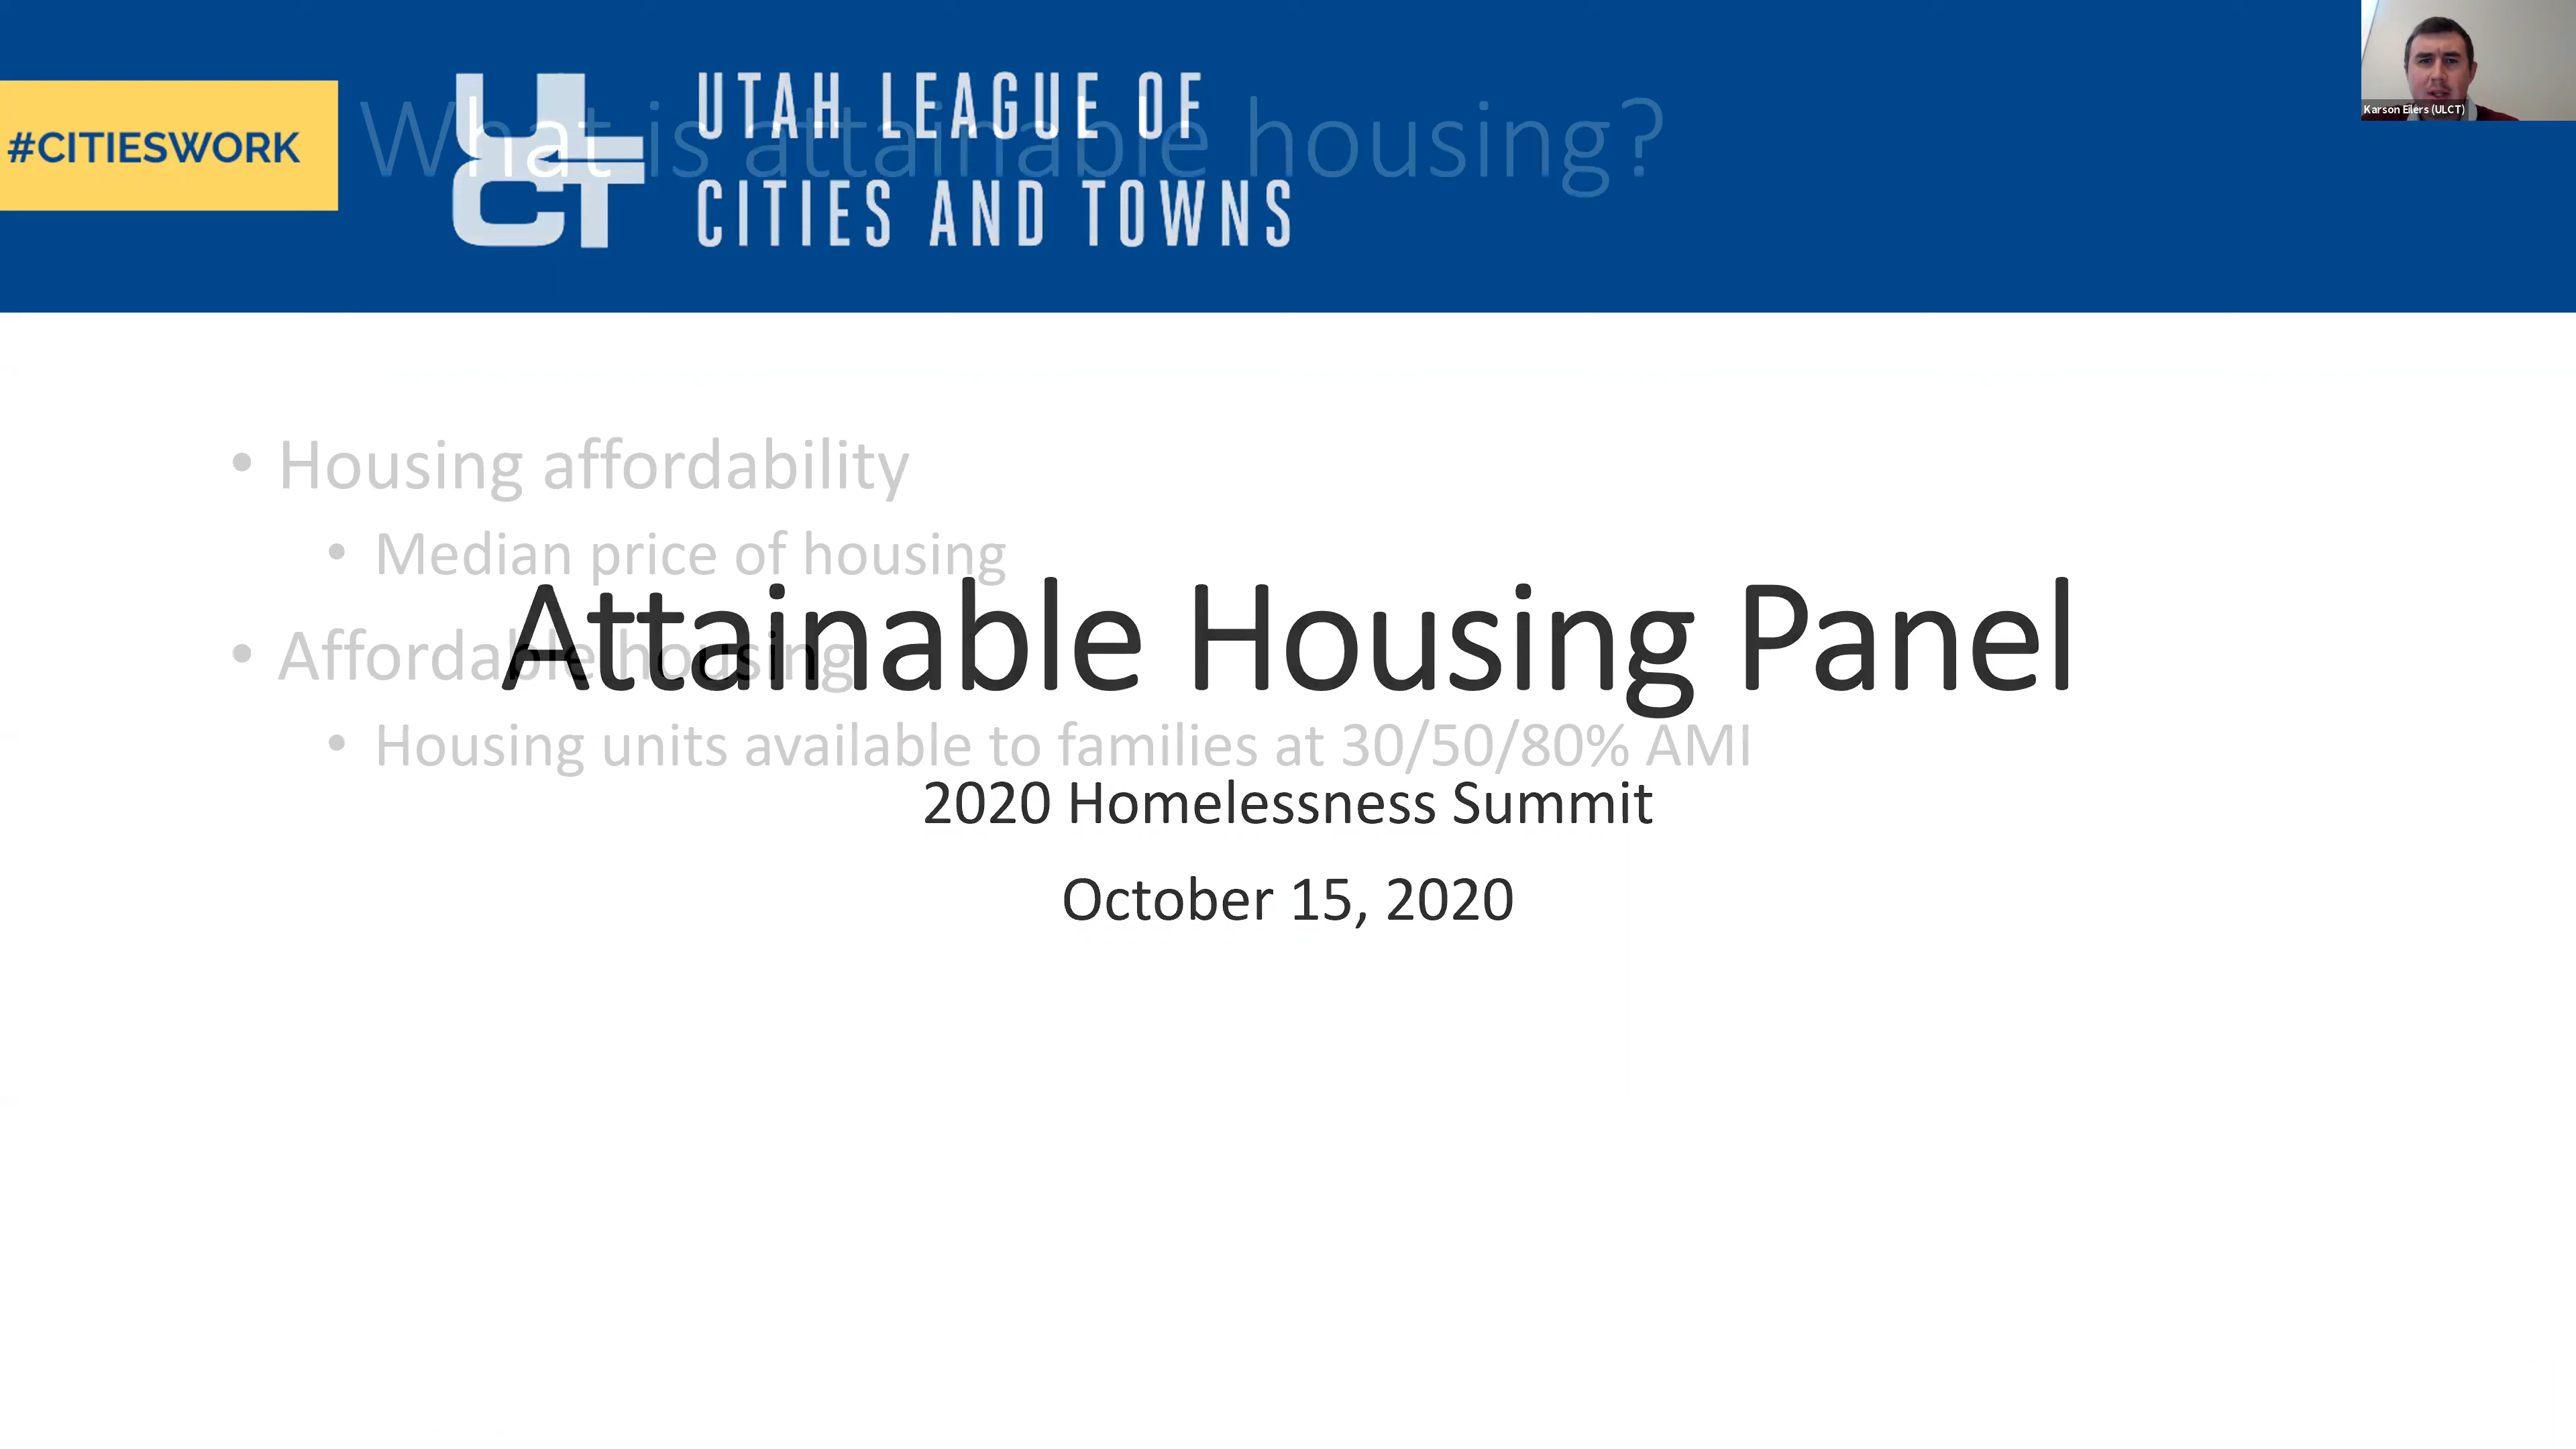 #CITIESWORK
What is attainable housing?
ULCT
UTAH LEAGUE OF
CITIES AND TOWNS
Karson Eilers (ULCT)
• Housing affordability
• Median price of housing
• Affordable housing
Attainable Housing Panel
• Housing units available to families at 30/50/80% AMI
2020 Homelessness Summit
October 15, 2020